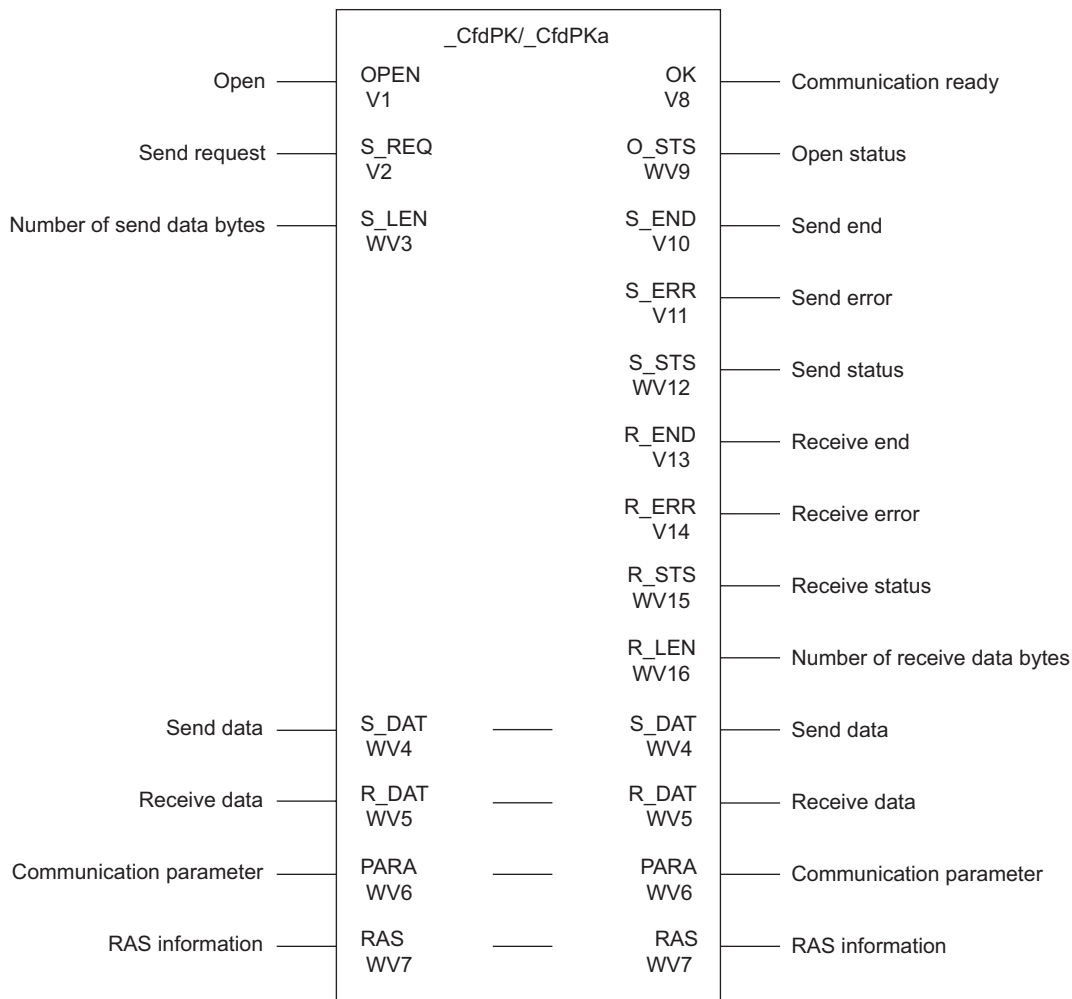 _CfdPK/_CfdPKa
Open OPEN OK Communication ready
V1 V8
Send request S_REQ O_STS Open status
V2 WV9
Number of send data bytes S_LEN S_END Send end
WV3 V10
S_ERR Send error
V11
S_STS Send status
WV12
R_END Receive end
V13
R_ERR Receive error
V14
R_STS Receive status
WV15
R_LEN Number of receive data bytes
WV16
Send data S_DAT S_DAT Send data
WV4 WV4
Receive data R_DAT R_DAT Receive data
WV5 WV5
Communication parameter PARA PARA Communication parameter
WV6 WV6
RAS information RAS RAS RAS information
WV7 WV7